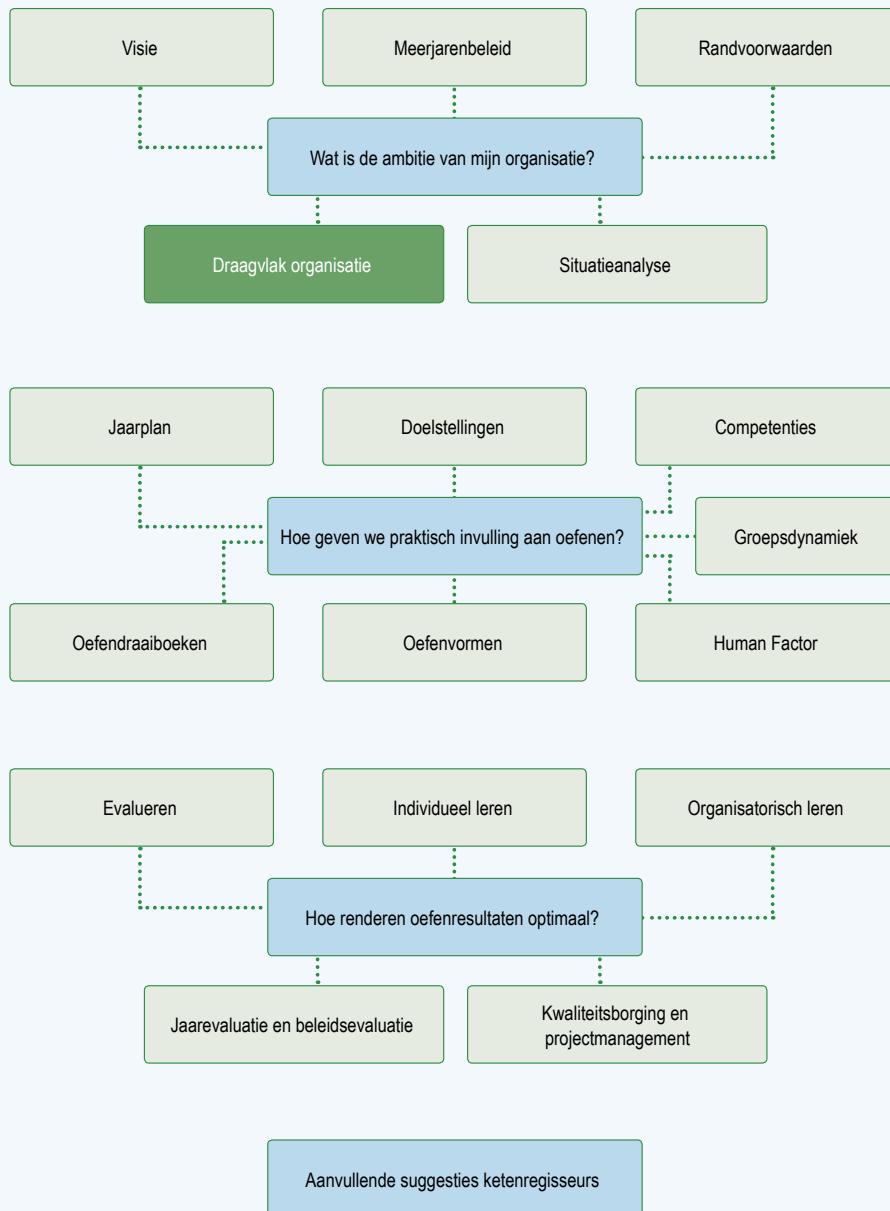 Visie
Meerjarenbeleid
Randvoorwaarden
Wat is de ambitie van mijn organisatie?
Draagvlak organisatie
Situatieanalyse
Jaarplan
Doelstellingen
Competenties
Hoe geven we praktisch invulling aan oefenen?
Groepsdynamiek
Oefendraaiboeken
Oefenvormen
Human Factor
Evalueren
Individueel leren
Organisatorisch leren
Hoe renderen oefenresultaten optimaal?
Jaarevaluatie en beleidsevaluatie
Kwaliteitsborging en
projectmanagement
Aanvullende suggesties ketenregisseurs